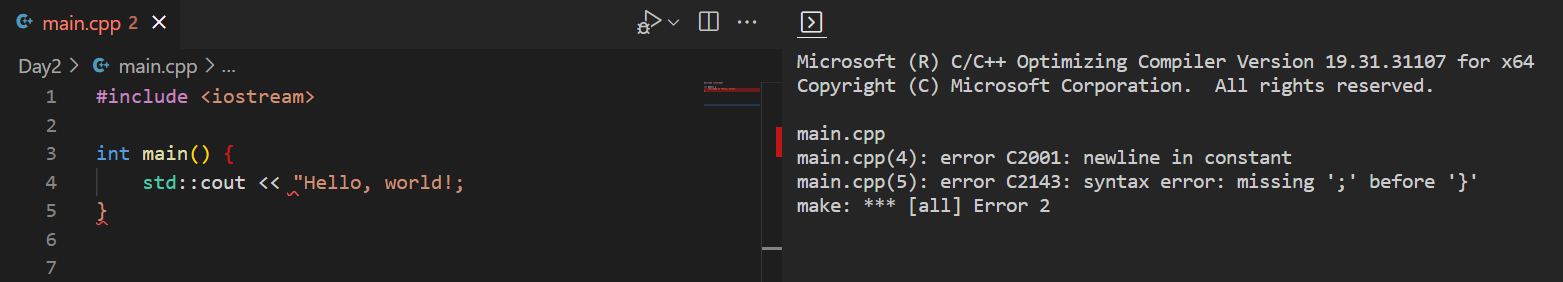 main.cpp 2
Day2 > main.cpp > ...
1 #include <iostream>
2
3 int main() {
4     std::cout << "Hello, world!;
5 }
6
7
Microsoft (R) C/C++ Optimizing Compiler Version 19.31.31107 for x64
Copyright (C) Microsoft Corporation.  All rights reserved.

main.cpp
main.cpp(4): error C2001: newline in constant
main.cpp(5): error C2143: syntax error: missing ';' before '}'
make: *** [all] Error 2